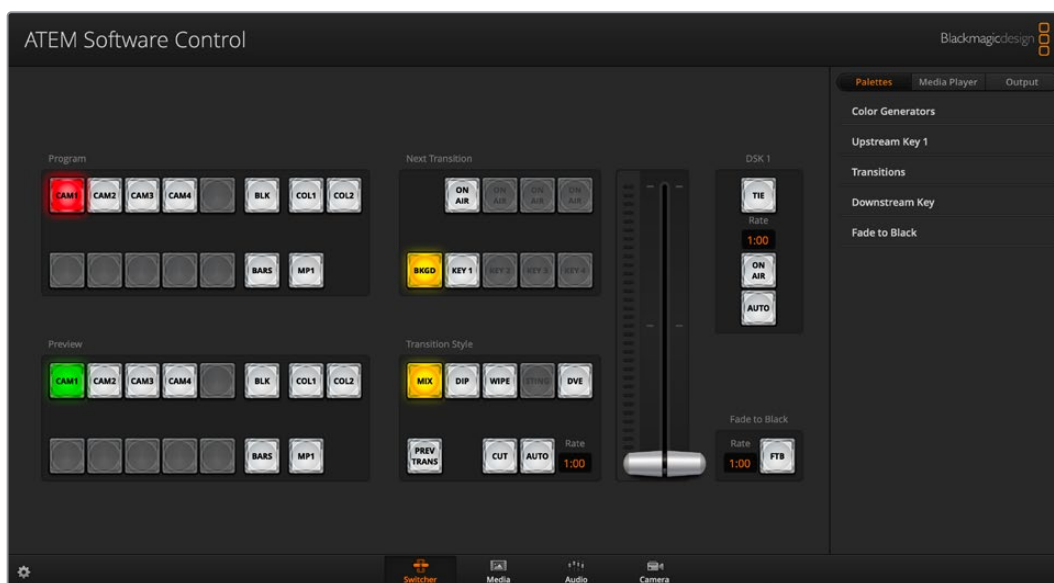 ATEM Software Control
Blackmagicdesign
Palettes Media Player Output
Color Generators
Upstream Key 1
Transitions
Downstream Key
Fade to Black
Program
CAM1 CAM2 CAM3 CAM4 BLK COL1 COL2
BARS MP1
Next Transition
ON AIR ON AIR ON AIR ON AIR
BKGD KEY 1 KEY 2 KEY 3 KEY 4
DSK 1
TIE
Rate
1:00
ON AIR
AUTO
Preview
CAM1 CAM2 CAM3 CAM4 BLK COL1 COL2
BARS MP1
Transition Style
MIX DIP WIPE STING DVE
PREV TRANS CUT AUTO Rate 1:00
Fade to Black
Rate
1:00 FTB
Switcher Media Audio Camera